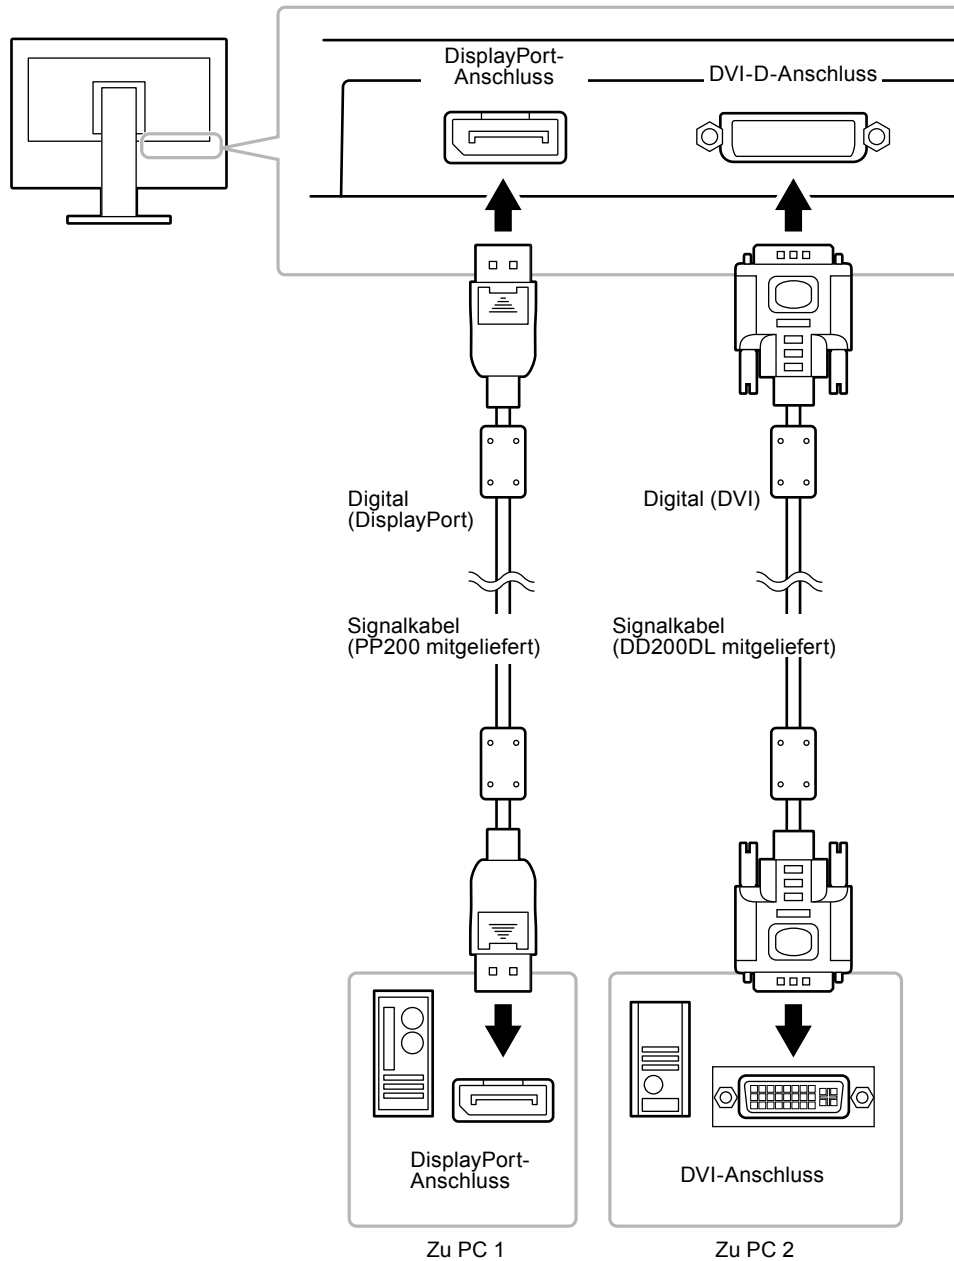 DisplayPort-
Anschluss
DVI-D-Anschluss
Digital
(DisplayPort)
Digital (DVI)
Signalkabel
(PP200 mitgeliefert)
Signalkabel
(DD200DL mitgeliefert)
DisplayPort-
Anschluss
DVI-Anschluss
Zu PC 1
Zu PC 2